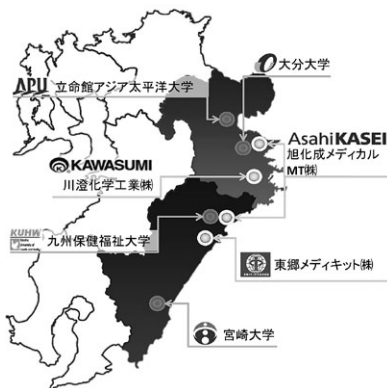 大分大学
APU 立命館アジア太平洋大学
AsahiKASEI
旭化成メディカル
MT㈱
KAWASUMI
川澄化学工業㈱
KUHW
九州保健福祉大学
東郷メディキット㈱
宮崎大学